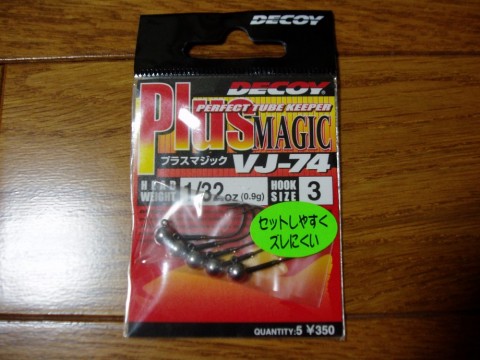 DECOY
DECOY
PERFECT TUBE KEEPER
Plus MAGIC
プラスマジック VJ-74
HEAD WEIGHT 1/32oz (0.9g) HOOK SIZE 3
セットしやすく
ズレにくい
QUANTITY:5 ¥350